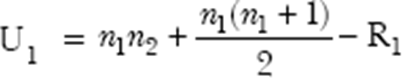 U₁ = n₁n₂ + n₁(n₁ + 1)/2 − R₁